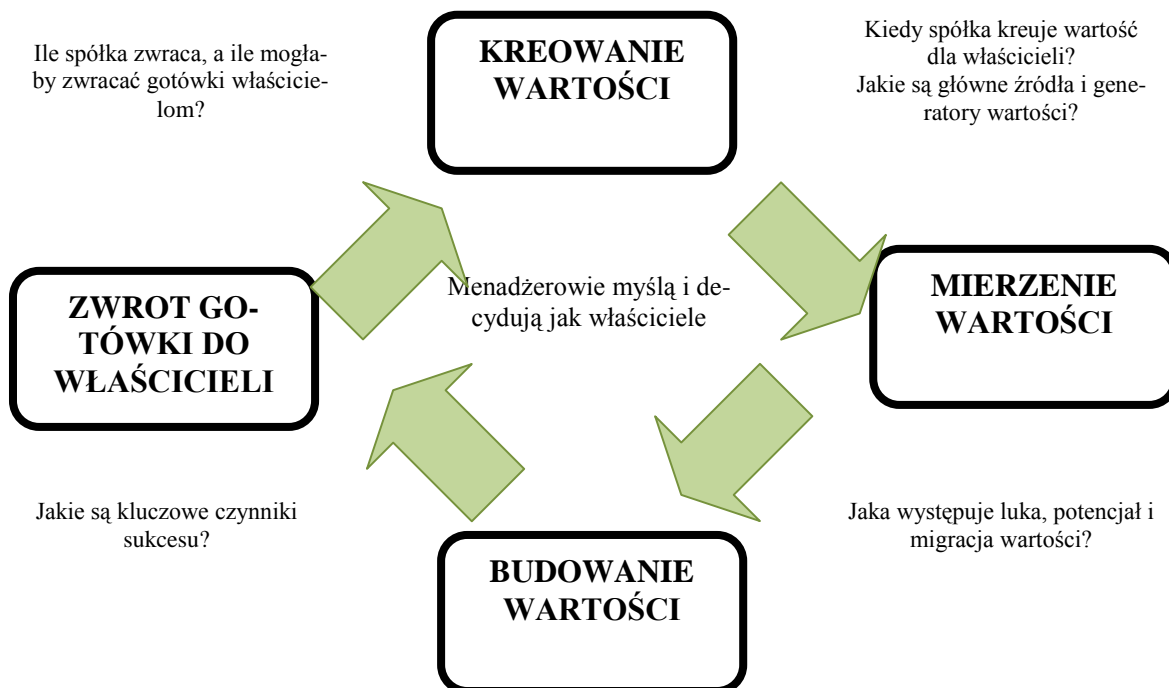 Ile spółka zwraca, a ile mogła-
by zwracać gotówki właścicie-
lom?
KREOWANIE
WARTOŚCI
Kiedy spółka kreuje wartość
dla właścicieli?
Jakie są główne źródła i gene-
ratory wartości?
ZWROT GO-
TÓWKI DO
WŁAŚCICIELI
Menadżerowie myślą i de-
cydują jak właściciele
MIERZENIE
WARTOŚCI
Jakie są kluczowe czynniki
sukcesu?
BUDOWANIE
WARTOŚCI
Jaka występuje luka, potencjał i
migracja wartości?